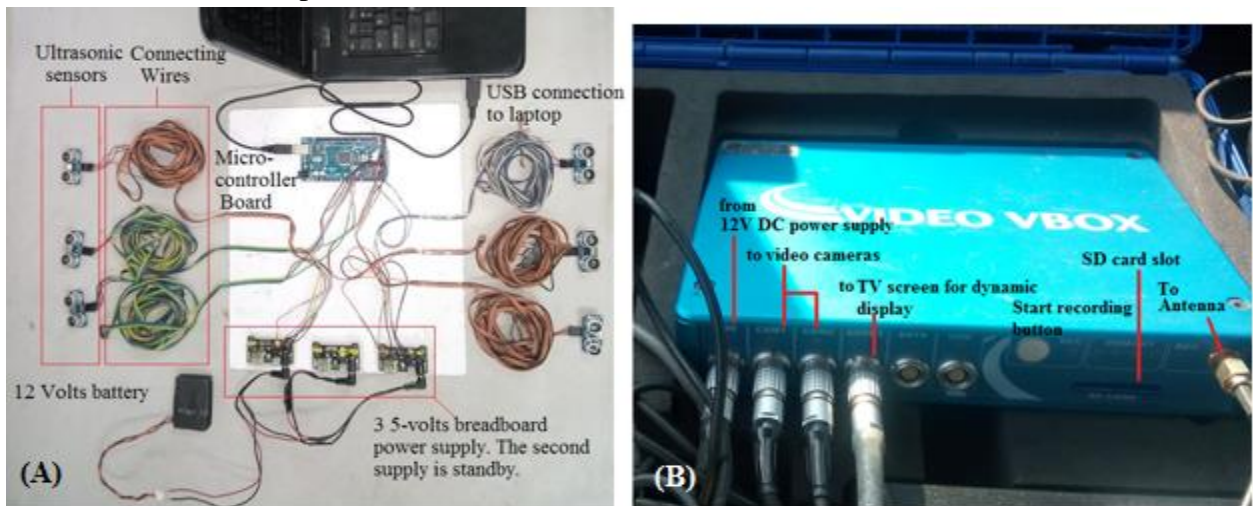 Ultrasonic
sensors
Connecting
Wires
USB connection
to laptop
Micro-
controller
Board
12 Volts battery
3 5-volts breadboard
power supply. The second
supply is standby.
(A)
VIDEO VBOX
from
12V DC power supply
to video cameras
SD card slot
to TV screen for dynamic
display
Start recording
button
To
Antenna
(B)